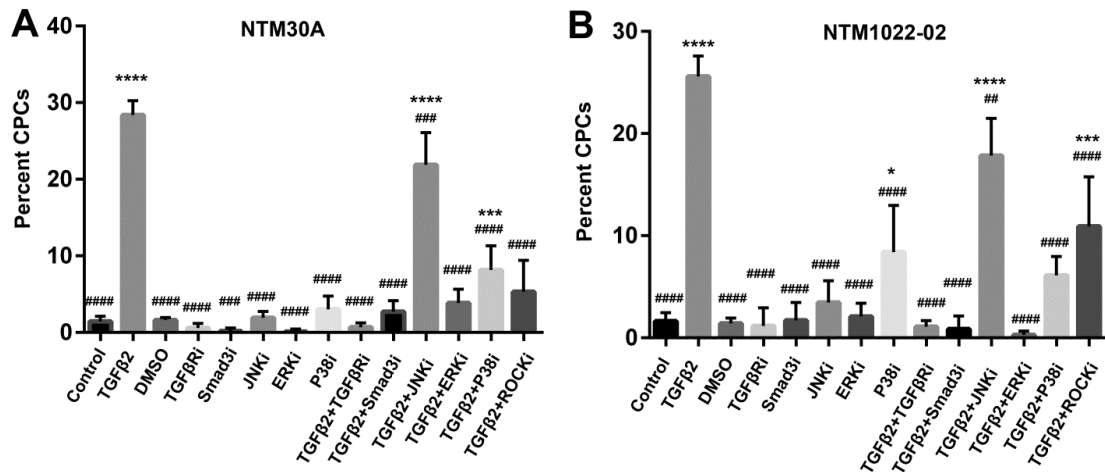 A
NTM30A
Percent CPCs
40
30
20
10
0
####
****
####
####
###
####
####
####
####
####
****
###
####
***
####
####
Control
TGFβ2
DMSO
TGFβRi
Smad3i
JNKi
ERKi
P38i
TGFβ2+TGFβRi
TGFβ2+Smad3i
TGFβ2+JNKi
TGFβ2+ERKi
TGFβ2+P38i
TGFβ2+ROCKi
B
NTM1022-02
Percent CPCs
30
20
10
0
####
****
####
####
####
####
####
*
####
####
####
****
##
####
####
***
####
Control
TGFβ2
DMSO
TGFβRi
Smad3i
JNKi
ERKi
P38i
TGFβ2+TGFβRi
TGFβ2+Smad3i
TGFβ2+JNKi
TGFβ2+ERKi
TGFβ2+P38i
TGFβ2+ROCKi